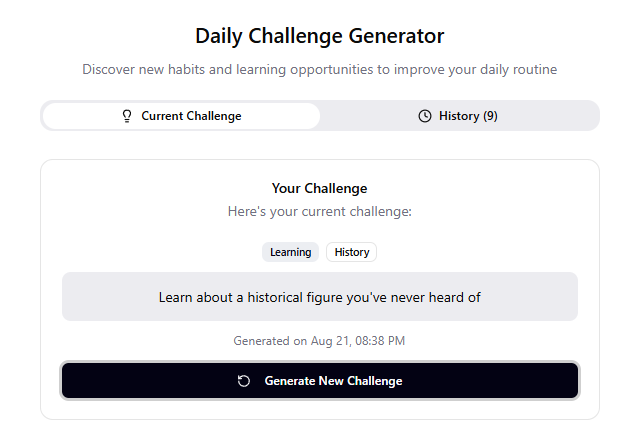 Daily Challenge Generator
Discover new habits and learning opportunities to improve your daily routine
Current Challenge
History (9)
Your Challenge
Here's your current challenge:
Learning
History
Learn about a historical figure you've never heard of
Generated on Aug 21, 08:38 PM
Generate New Challenge